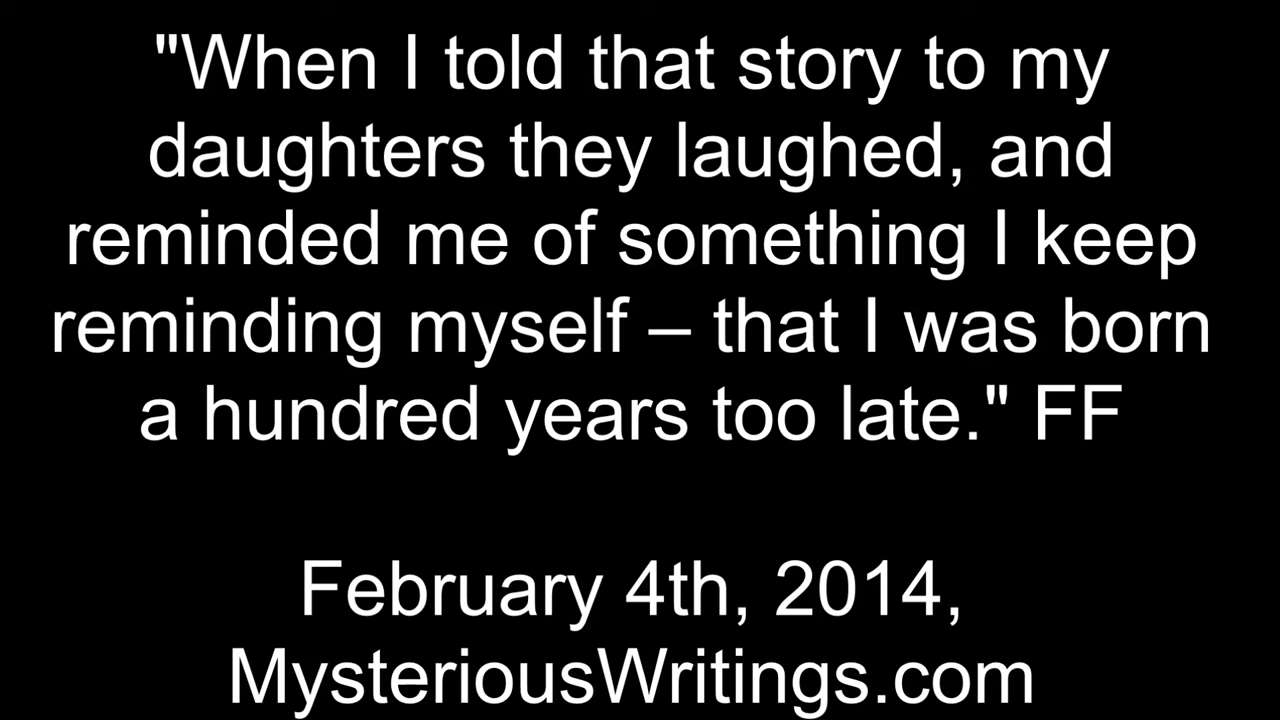 "When I told that story to my
daughters they laughed, and
reminded me of something I keep
reminding myself – that I was born
a hundred years too late." FF
February 4th, 2014,
MysteriousWritings.com